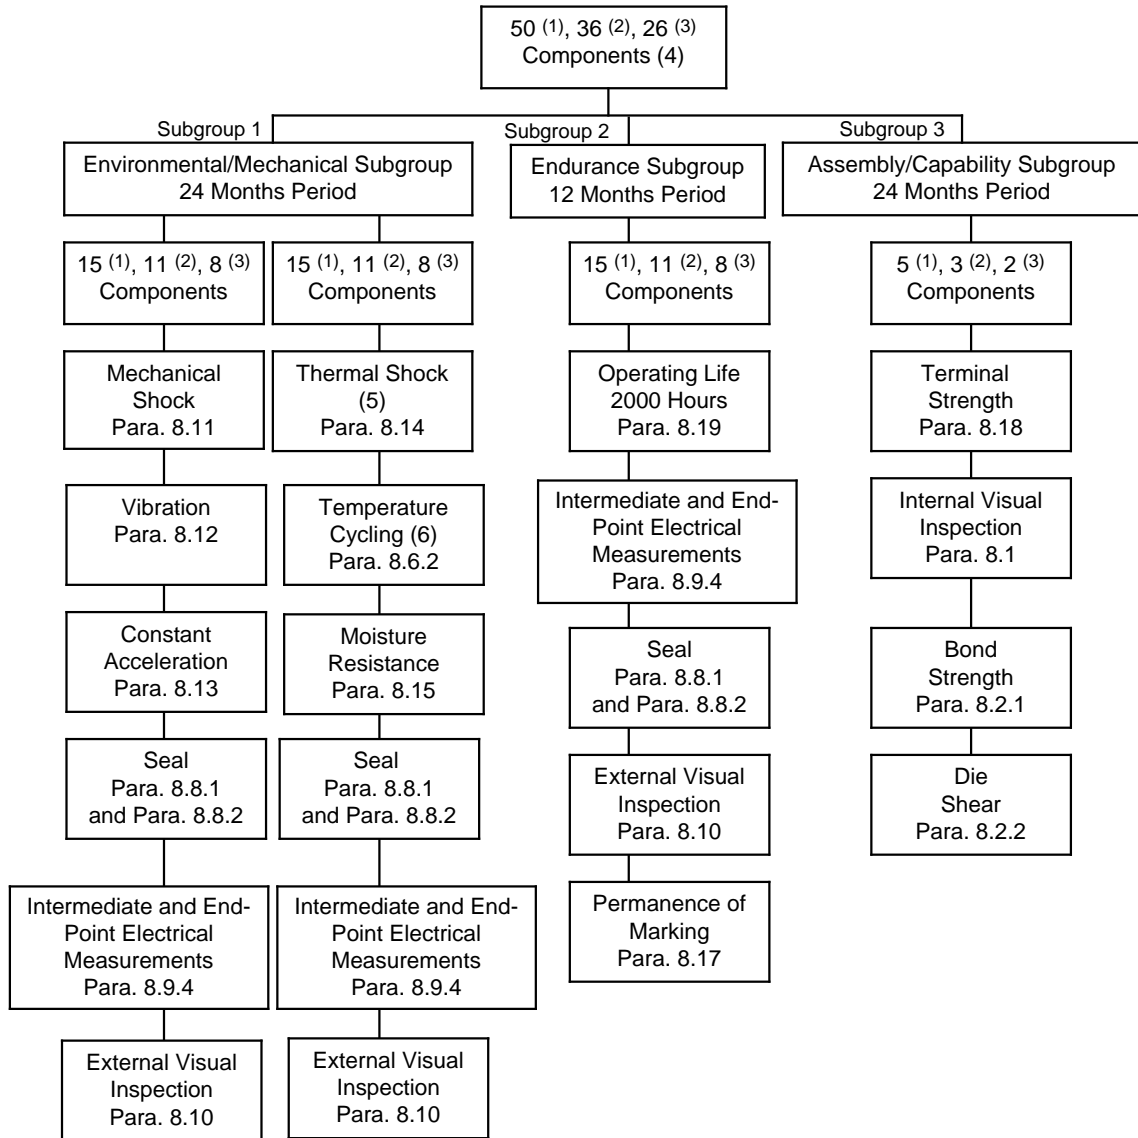 50 (1), 36 (2), 26 (3)
Components (4)
Subgroup 1
Subgroup 2
Subgroup 3
Environmental/Mechanical Subgroup
24 Months Period
Endurance Subgroup
12 Months Period
Assembly/Capability Subgroup
24 Months Period
15 (1), 11 (2), 8 (3)
Components
15 (1), 11 (2), 8 (3)
Components
15 (1), 11 (2), 8 (3)
Components
5 (1), 3 (2), 2 (3)
Components
Mechanical
Shock
Para. 8.11
Thermal Shock
(5)
Para. 8.14
Operating Life
2000 Hours
Para. 8.19
Terminal
Strength
Para. 8.18
Vibration
Para. 8.12
Temperature
Cycling (6)
Para. 8.6.2
Intermediate and End-
Point Electrical
Measurements
Para. 8.9.4
Internal Visual
Inspection
Para. 8.1
Constant
Acceleration
Para. 8.13
Moisture
Resistance
Para. 8.15
Seal
Para. 8.8.1
and Para. 8.8.2
Bond
Strength
Para. 8.2.1
Seal
Para. 8.8.1
and Para. 8.8.2
Seal
Para. 8.8.1
and Para. 8.8.2
External Visual
Inspection
Para. 8.10
Die
Shear
Para. 8.2.2
Intermediate and End-
Point Electrical
Measurements
Para. 8.9.4
Intermediate and End-
Point Electrical
Measurements
Para. 8.9.4
Permanence of
Marking
Para. 8.17
External Visual
Inspection
Para. 8.10
External Visual
Inspection
Para. 8.10